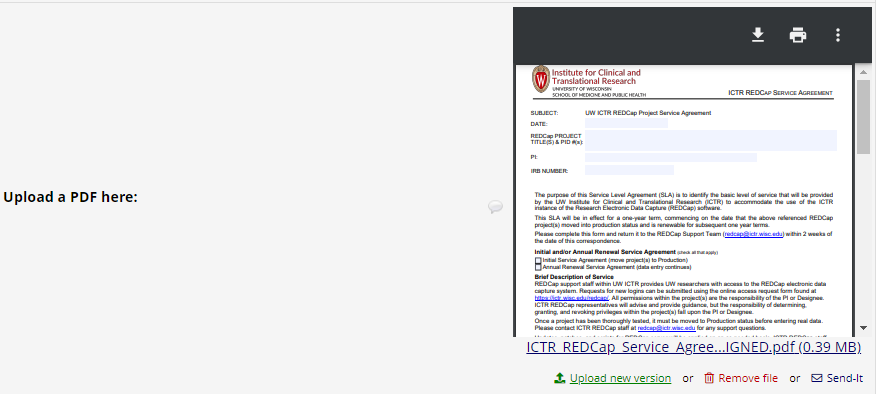 Institute for Clinical and
Translational Research
UNIVERSITY OF WISCONSIN
SCHOOL OF MEDICINE AND PUBLIC HEALTH
ICTR REDCAP SERVICE AGREEMENT
SUBJECT: UW ICTR REDCap Project Service Agreement
DATE:
REDCap PROJECT
TITLE(S) & PID #(s):
PI:
IRB NUMBER:
Upload a PDF here:
The purpose of this Service Level Agreement (SLA) is to identify the basic level of service that will be provided
by the UW Institute for Clinical and Translational Research (ICTR) to accommodate the use of the ICTR
instance of the Research Electronic Data Capture (REDCap) software.
This SLA will be in effect for a one-year term, commencing on the date that the above referenced REDCap
project(s) moved into production status and is renewable for subsequent one year terms.
Please complete this form and return it to the REDCap Support Team (redcap@ictr.wisc.edu) within 2 weeks of
the date of this correspondence.
Initial and/or Annual Renewal Service Agreement (check all that apply)
Initial Service Agreement (move project(s) to Production)
Annual Renewal Service Agreement (data entry continues)
Brief Description of Service
REDCap support staff within UW ICTR provides UW researchers with access to the REDCap electronic data
capture system. Requests for new logins can be submitted using the online access request form found at
https://ictr.wisc.edu/redcap/. All permissions within the project(s) are the responsibility of the PI or Designee.
ICTR REDCap representatives will advise and provide guidance, but the responsibility of determining,
granting, and revoking privileges within the project(s) fall upon the PI or Designee.
Once a project has been thoroughly tested, it must be moved to Production status before entering real data.
Please contact ICTR REDCap staff at redcap@ictr.wisc.edu for any support questions.
ICTR_REDCap_Service_Agree...IGNED.pdf (0.39 MB)
Upload new version or Remove file or Send-It